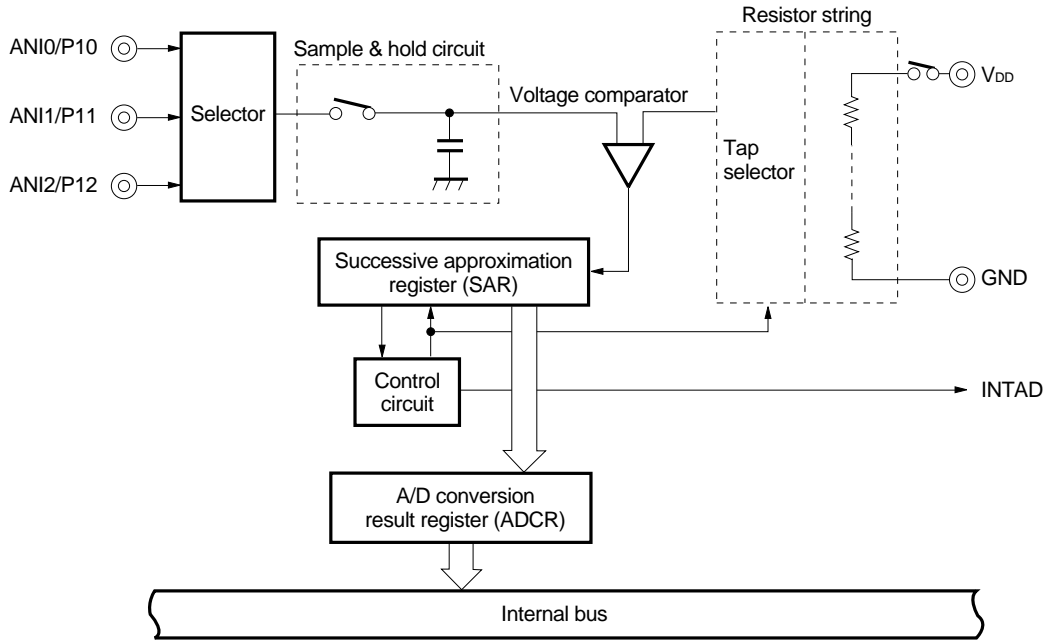 Resistor string
ANI0/P10
Sample & hold circuit
VDD
ANI1/P11
Selector
Voltage comparator
Tap
selector
ANI2/P12
Successive approximation
register (SAR)
GND
Control
circuit
INTAD
A/D conversion
result register (ADCR)
Internal bus